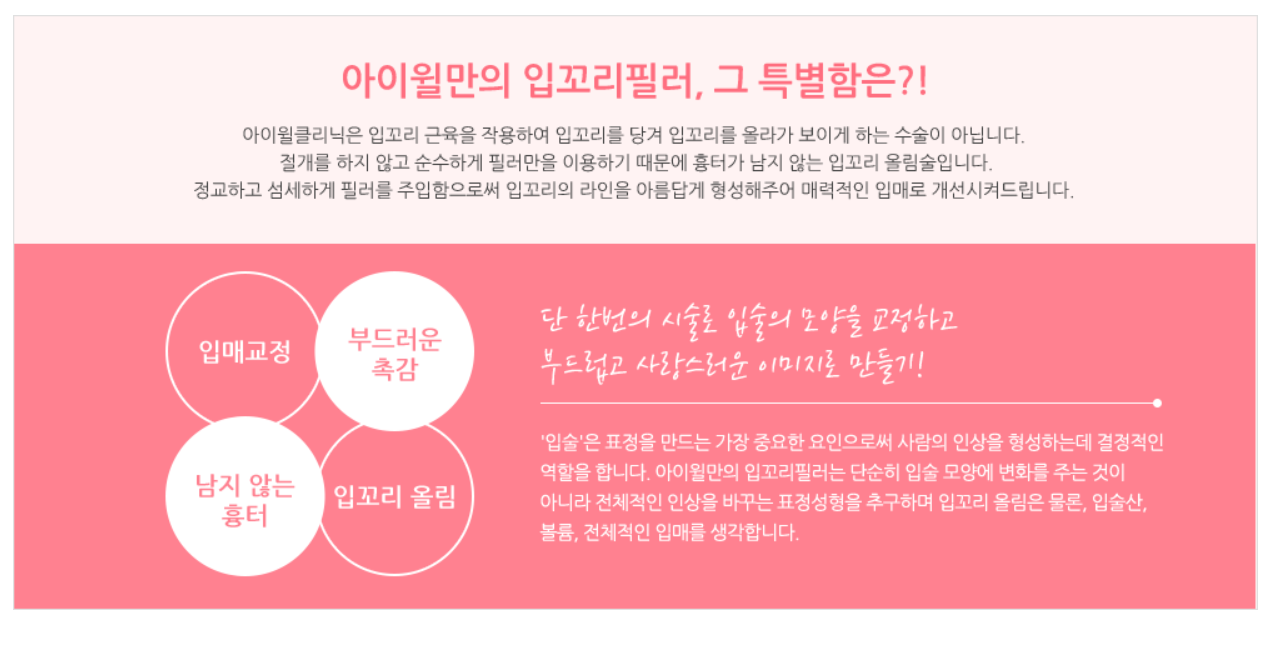 아이윌만의 입꼬리필러, 그 특별함은?!
아이윌클리닉은 입꼬리 근육을 작용하여 입꼬리를 당겨 입꼬리를 올라가 보이게 하는 수술이 아닙니다.
절개를 하지 않고 순수하게 필러만을 이용하기 때문에 흉터가 남지 않는 입꼬리 올림술입니다.
정교하고 섬세하게 필러를 주입함으로써 입꼬리의 라인을 아름답게 형성해주어 매력적인 입매로 개선시켜드립니다.
입매교정
부드러운
촉감
남지 않는
흉터
입꼬리 올림
단 한번의 시술로 입술의 모양을 교정하고
부드럽고 사랑스러운 이미지로 만들기!
'입술'은 표정을 만드는 가장 중요한 요인으로써 사람의 인상을 형성하는데 결정적인
역할을 합니다. 아이윌만의 입꼬리필러는 단순히 입술 모양에 변화를 주는 것이
아니라 전체적인 인상을 바꾸는 표정성형을 추구하며 입꼬리 올림은 물론, 입술산,
볼륨, 전체적인 입매를 생각합니다.